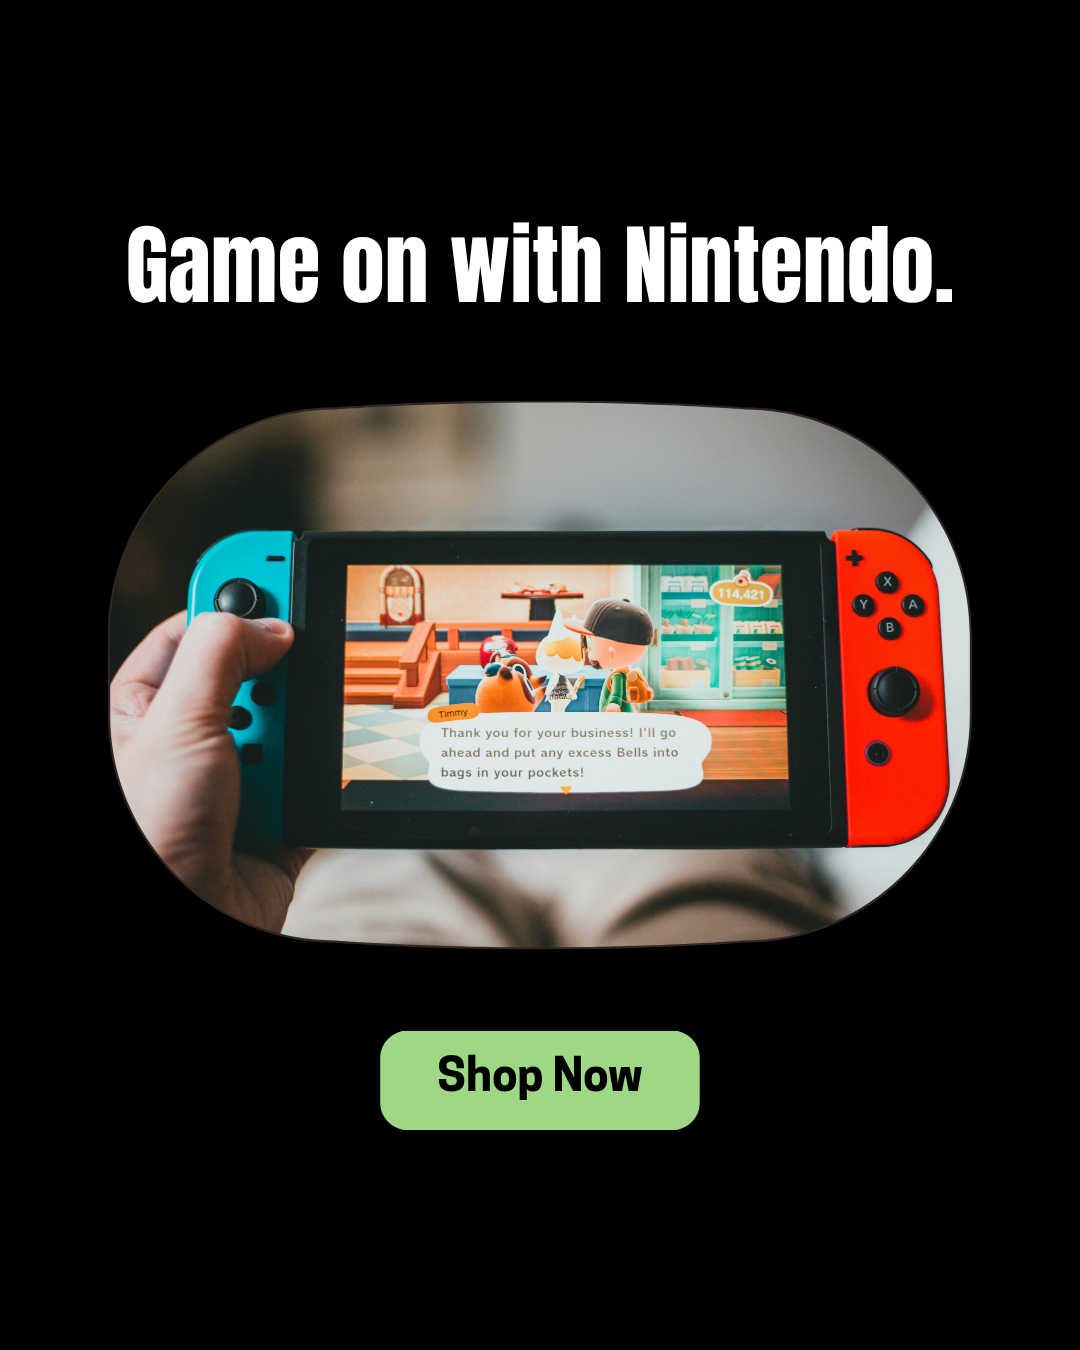 Game on with Nintendo.
114,421
X
Y
A
B
Timmy
Thank you for your business! I'll go
ahead and put any excess Bells into
bags in your pockets!
Shop Now